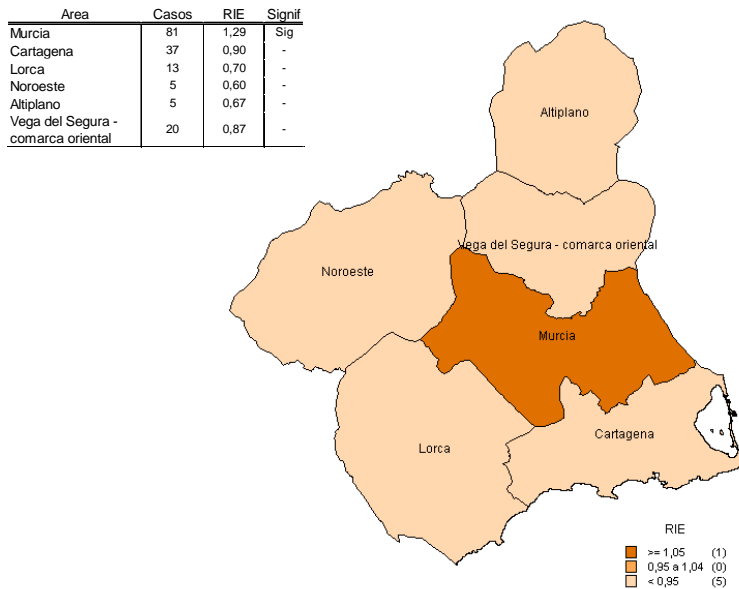 Area Casos RIE Signif
Murcia 81 1,29 Sig
Cartagena 37 0,90 -
Lorca 13 0,70 -
Noroeste 5 0,60 -
Altiplano 5 0,67 -
Vega del Segura -
comarca oriental 20 0,87 -
Altiplano
Vega del Segura - comarca oriental
Noroeste
Murcia
Cartagena
Lorca
RIE
>= 1,05 (1)
0,95 a 1,04 (0)
< 0,95 (5)